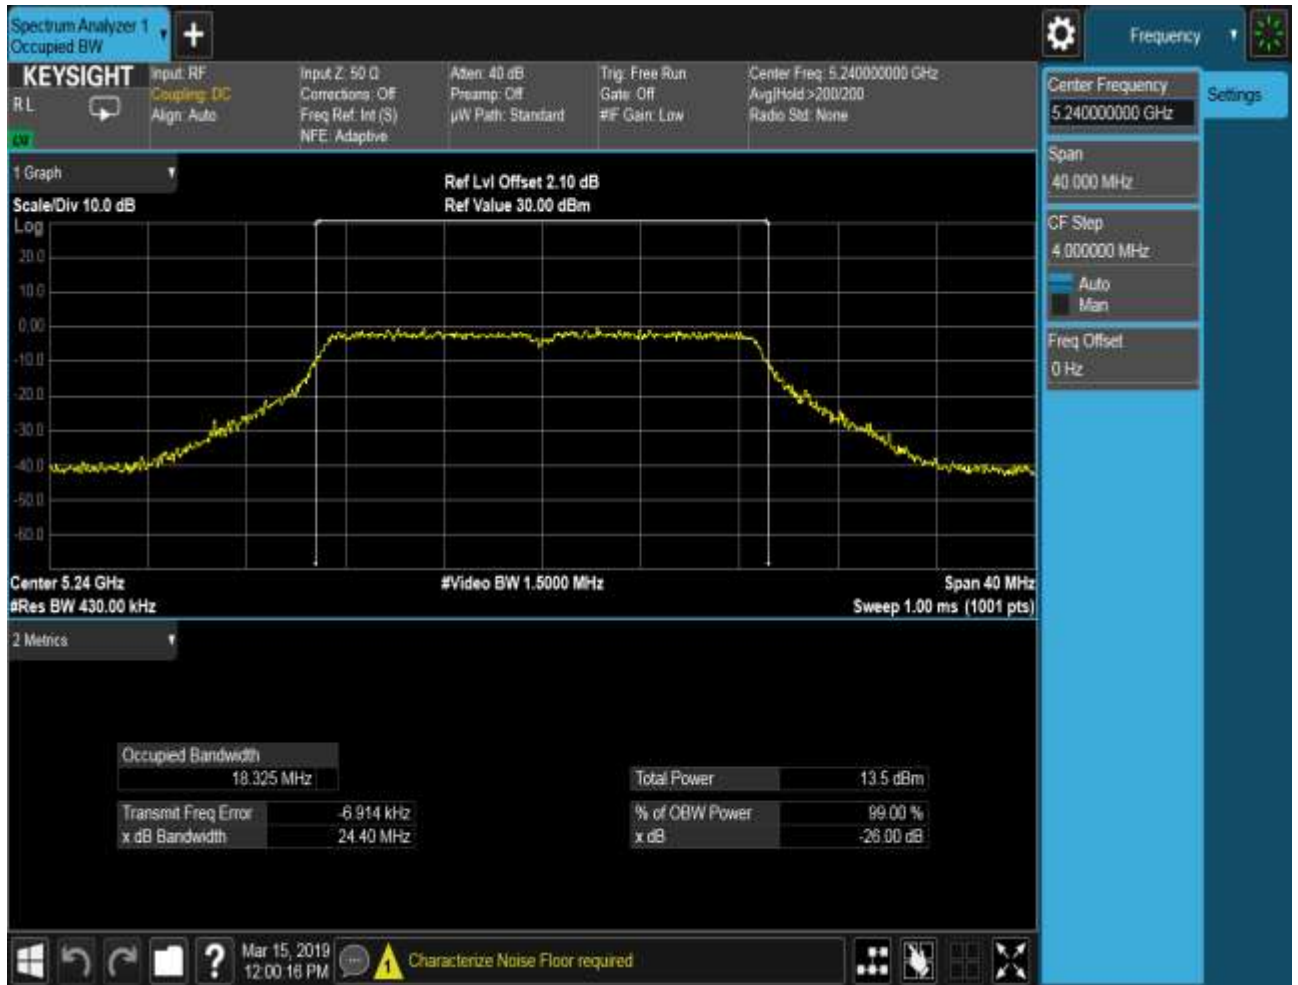 Spectrum Analyzer 1
Occupied BW
Frequency
KEYSIGHT
R L
Input: RF
Coupling: DC
Align: Auto
Input Z: 50 Ω
Corrections: Off
Freq Ref: Int (S)
NFE: Adaptive
Atten: 40 dB
Preamp: Off
µW Path: Standard
Trig: Free Run
Gate: Off
#IF Gain: Low
Center Freq: 5.240000000 GHz
Avg|Hold:>200/200
Radio Std: None
Center Frequency
5.240000000 GHz
Settings
Span
40.000 MHz
CF Step
4.000000 MHz
Auto
Man
Freq Offset
0 Hz
1 Graph
Scale/Div 10.0 dB
Ref Lvl Offset 2.10 dB
Ref Value 30.00 dBm
Log
20.0
10.0
0.00
-10.0
-20.0
-30.0
-40.0
-50.0
-60.0
Center 5.24 GHz
#Video BW 1.5000 MHz
Span 40 MHz
#Res BW 430.00 kHz
Sweep 1.00 ms (1001 pts)
2 Metrics
Occupied Bandwidth
18.325 MHz
Total Power 13.5 dBm
Transmit Freq Error -6.914 kHz
% of OBW Power 99.00 %
x dB Bandwidth 24.40 MHz
x dB -26.00 dB
Mar 15, 2019
12:00:16 PM
1
Characterize Noise Floor required